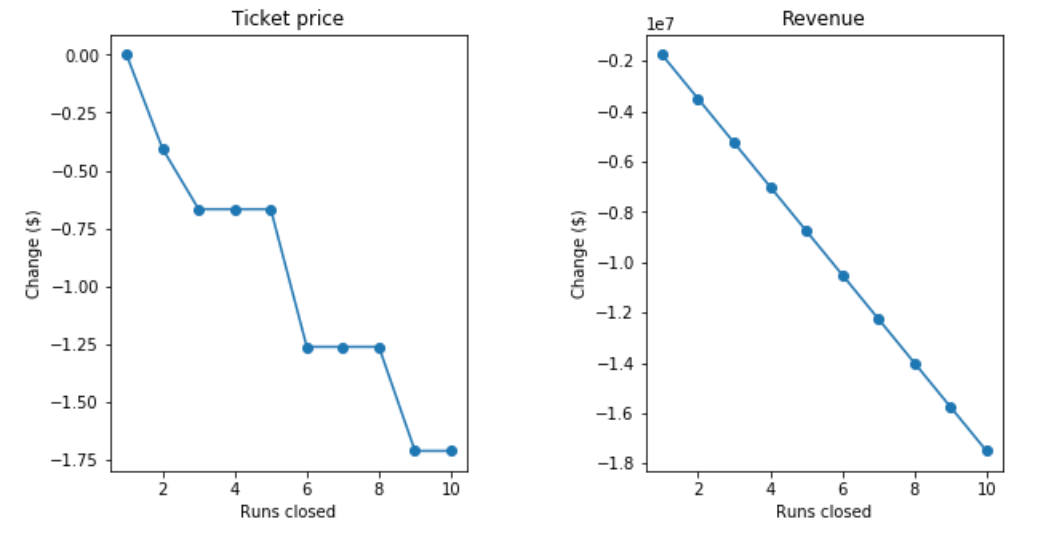 Ticket price
0.00
−0.25
−0.50
−0.75
−1.00
−1.25
−1.50
−1.75
Change ($)
2 4 6 8 10
Runs closed
Revenue
1e7
−0.2
−0.4
−0.6
−0.8
−1.0
−1.2
−1.4
−1.6
−1.8
Change ($)
2 4 6 8 10
Runs closed